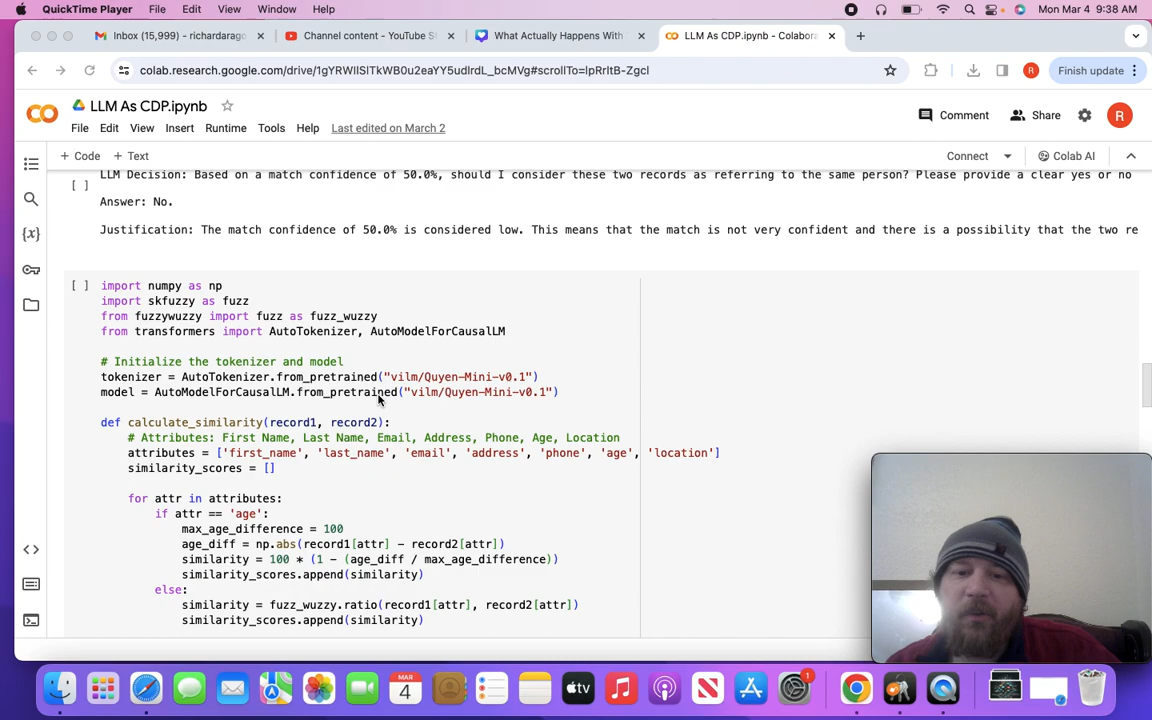 QuickTime Player File Edit View Window Help Mon Mar 4 9:38 AM
Inbox (15,999) - richardarag
Channel content - YouTube St
What Actually Happens With
LLM As CDP.ipynb - Colabora
Finish update
LLM As CDP.ipynb
File Edit View Insert Runtime Tools Help Last edited on March 2
Comment Share R
+ Code + Text Connect Colab AI
LLM Decision: Based on a match confidence of 50.0%, should I consider these two records as referring to the same person? Please provide a clear yes or no
[ ]
Answer: No.
Justification: The match confidence of 50.0% is considered low. This means that the match is not very confident and there is a possibility that the two re
[ ] import numpy as np
import skfuzzy as fuzz
from fuzzywuzzy import fuzz as fuzz_wuzzy
from transformers import AutoTokenizer, AutoModelForCausalLM
# Initialize the tokenizer and model
tokenizer = AutoTokenizer.from_pretrained("vilm/Quyen-Mini-v0.1")
model = AutoModelForCausalLM.from_pretrained("vilm/Quyen-Mini-v0.1")
def calculate_similarity(record1, record2):
# Attributes: First Name, Last Name, Email, Address, Phone, Age, Location
attributes = ['first_name', 'last_name', 'email', 'address', 'phone', 'age', 'location']
similarity_scores = []
for attr in attributes:
if attr == 'age':
max_age_difference = 100
age_diff = np.abs(record1[attr] - record2[attr])
similarity = 100 * (1 - (age_diff / max_age_difference))
similarity_scores.append(similarity)
else:
similarity = fuzz_wuzzy.ratio(record1[attr], record2[attr])
similarity_scores.append(similarity)
MAR
4
tv
1